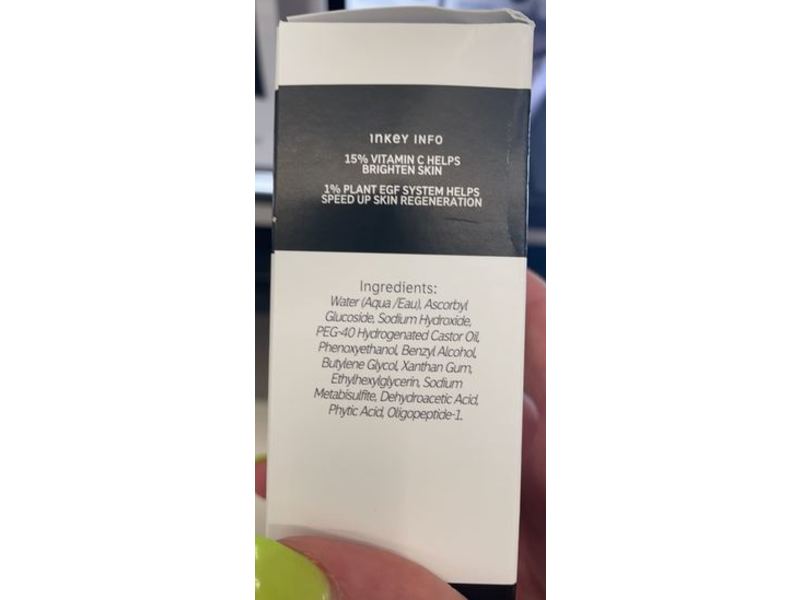 INKEY INFO
15% VITAMIN C HELPS
BRIGHTEN SKIN
1% PLANT EGF SYSTEM HELPS
SPEED UP SKIN REGENERATION
Ingredients:
Water (Aqua /Eau), Ascorbyl
Glucoside, Sodium Hydroxide,
PEG-40 Hydrogenated Castor Oil,
Phenoxyethanol, Benzyl Alcohol,
Butylene Glycol, Xanthan Gum,
Ethylhexylglycerin, Sodium
Metabisulfite, Dehydroacetic Acid,
Phytic Acid, Oligopeptide-1.